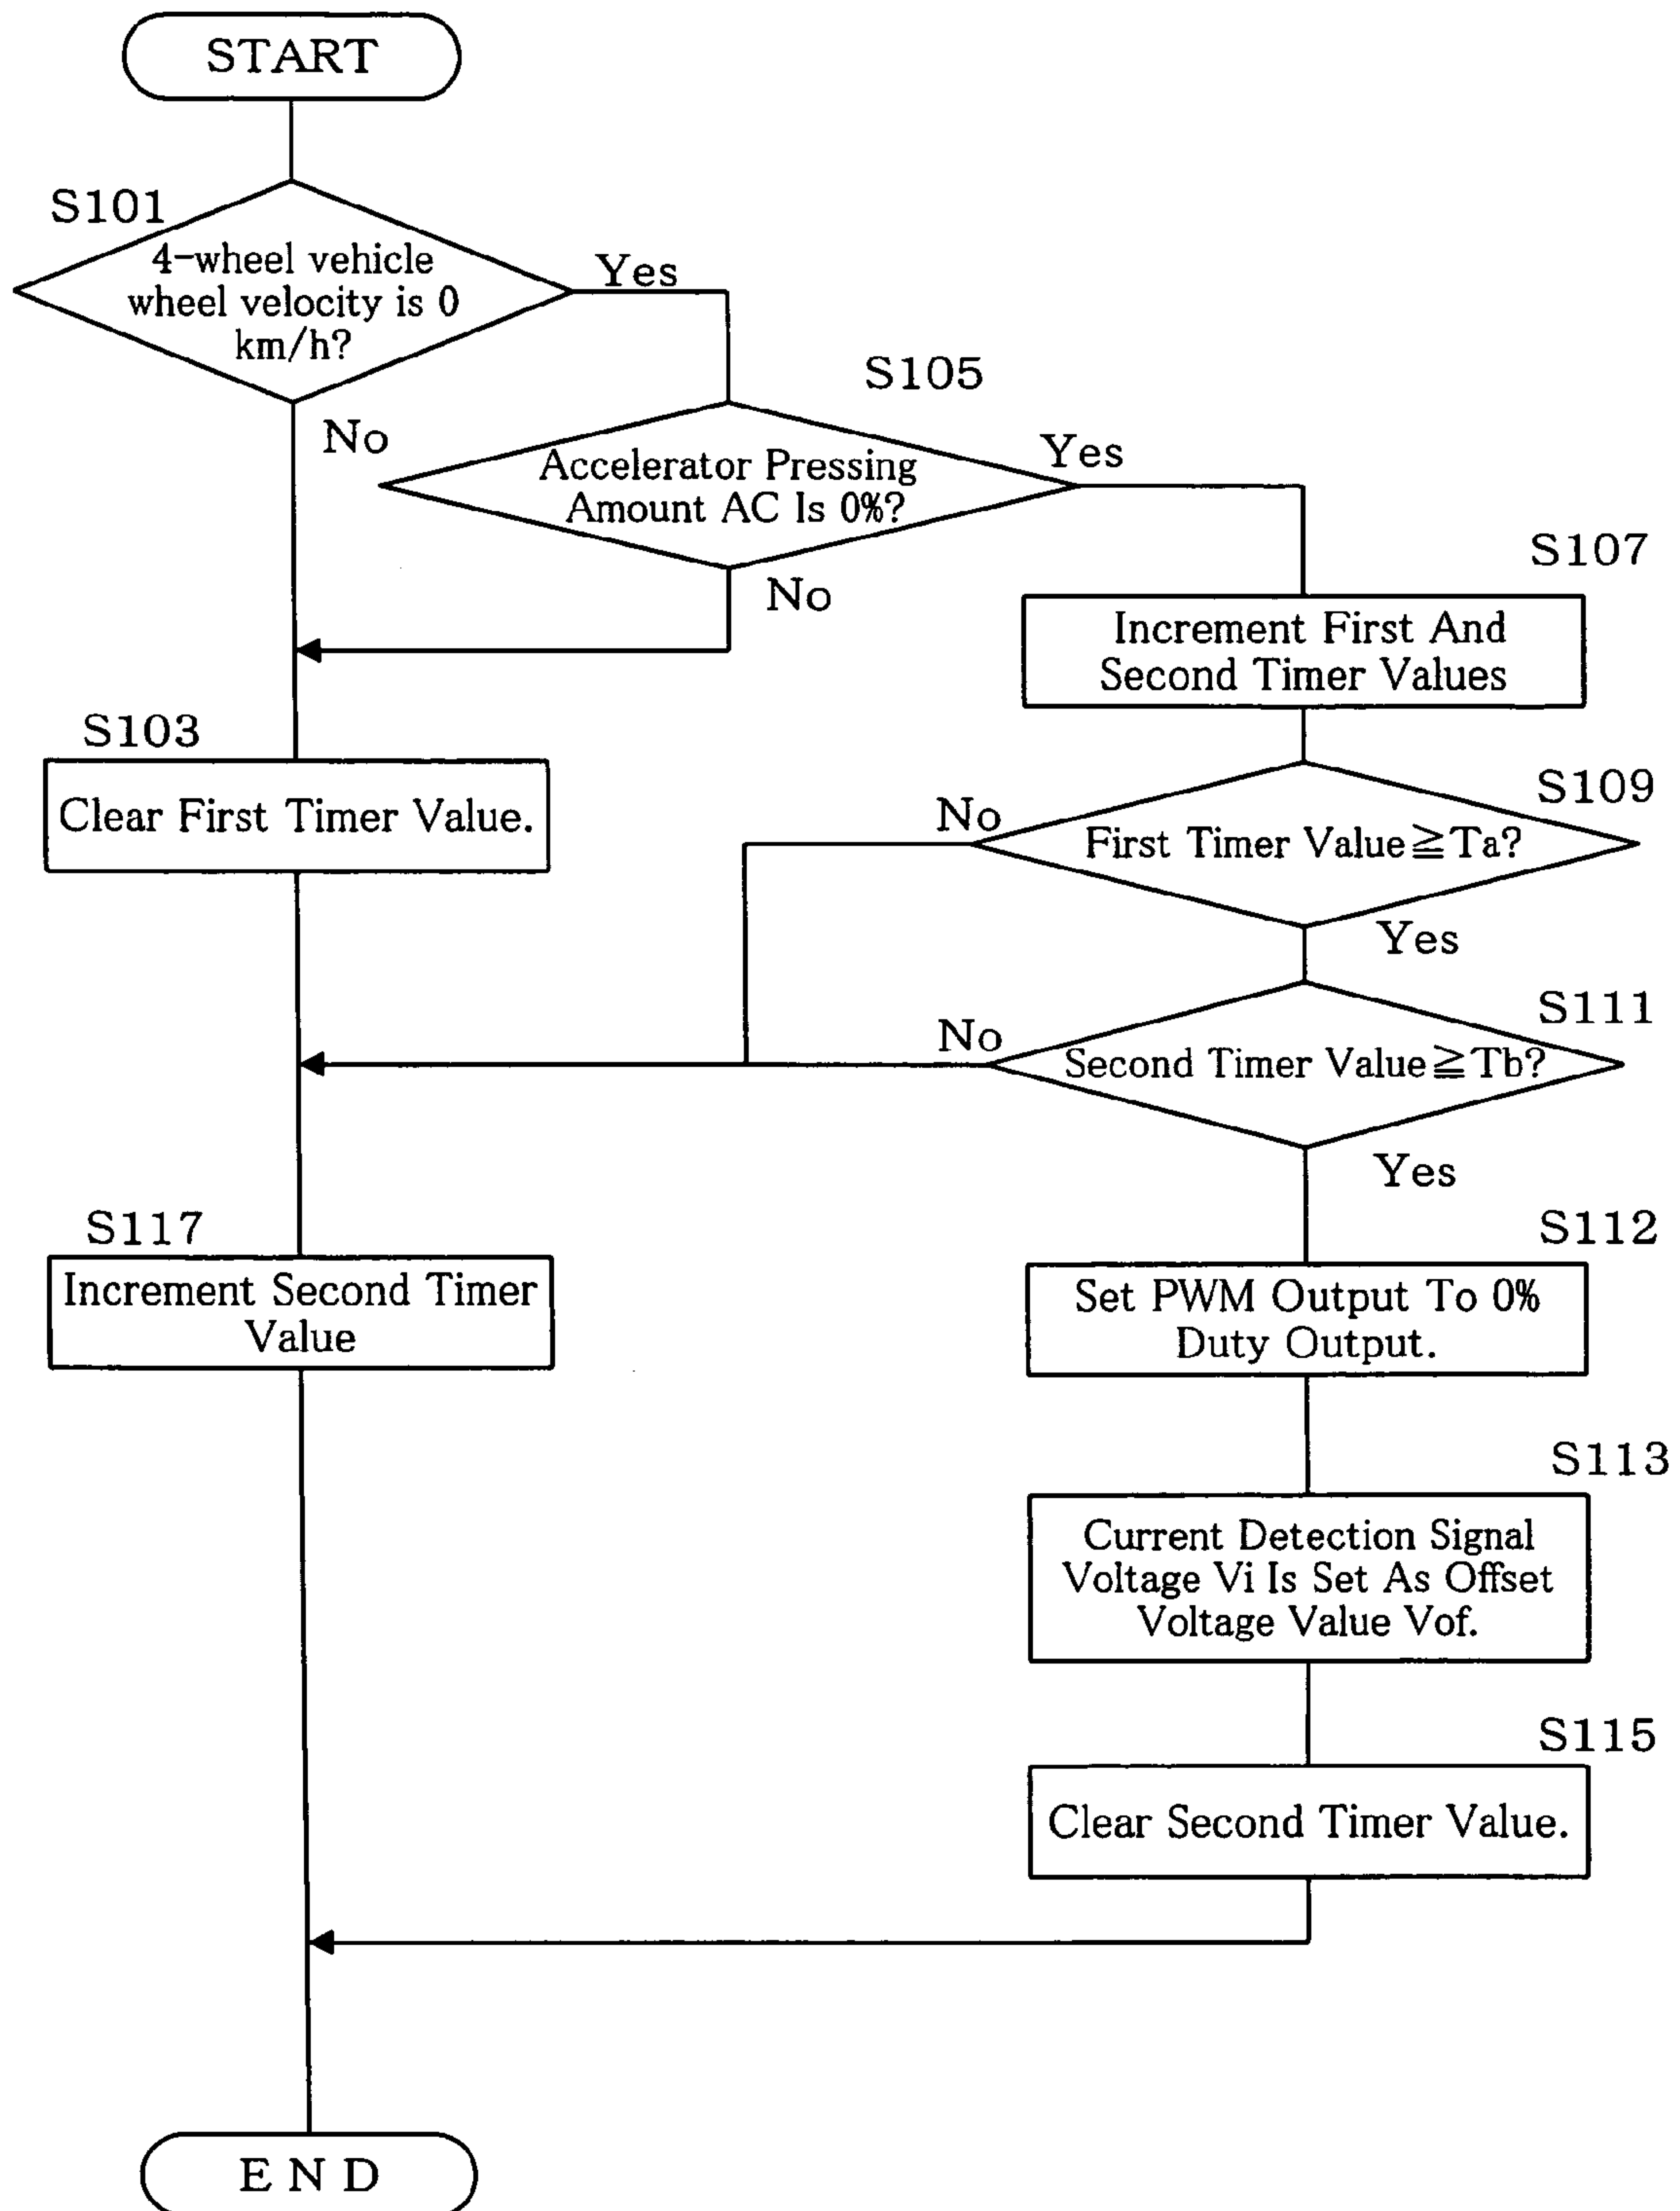 START
S101
4-wheel vehicle
wheel velocity is 0
km/h?
Yes
No
S105
Accelerator Pressing
Amount AC Is 0%?
Yes
No
S107
Increment First And
Second Timer Values
S103
Clear First Timer Value.
S109
No
First Timer Value≧Ta?
Yes
S111
No
Second Timer Value≧Tb?
Yes
S117
Increment Second Timer
Value
S112
Set PWM Output To 0%
Duty Output.
S113
Current Detection Signal
Voltage Vi Is Set As Offset
Voltage Value Vof.
S115
Clear Second Timer Value.
END